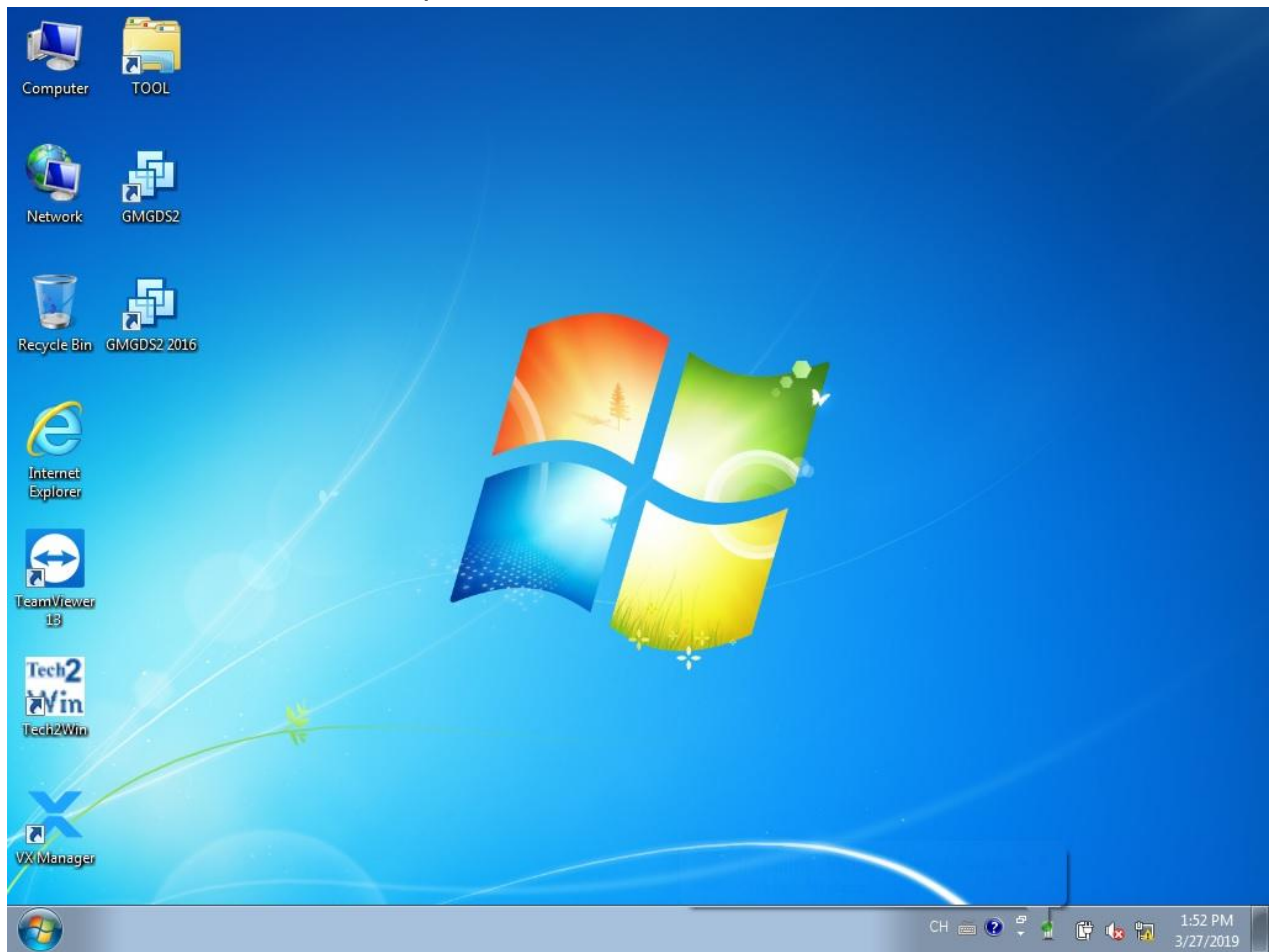 Computer
TOOL
Network
GMGDS2
Recycle Bin
GMGDS2 2016
Internet
Explorer
TeamViewer
13
Tech2
Win
Tech2Win
VX Manager
CH
1:52 PM
3/27/2019